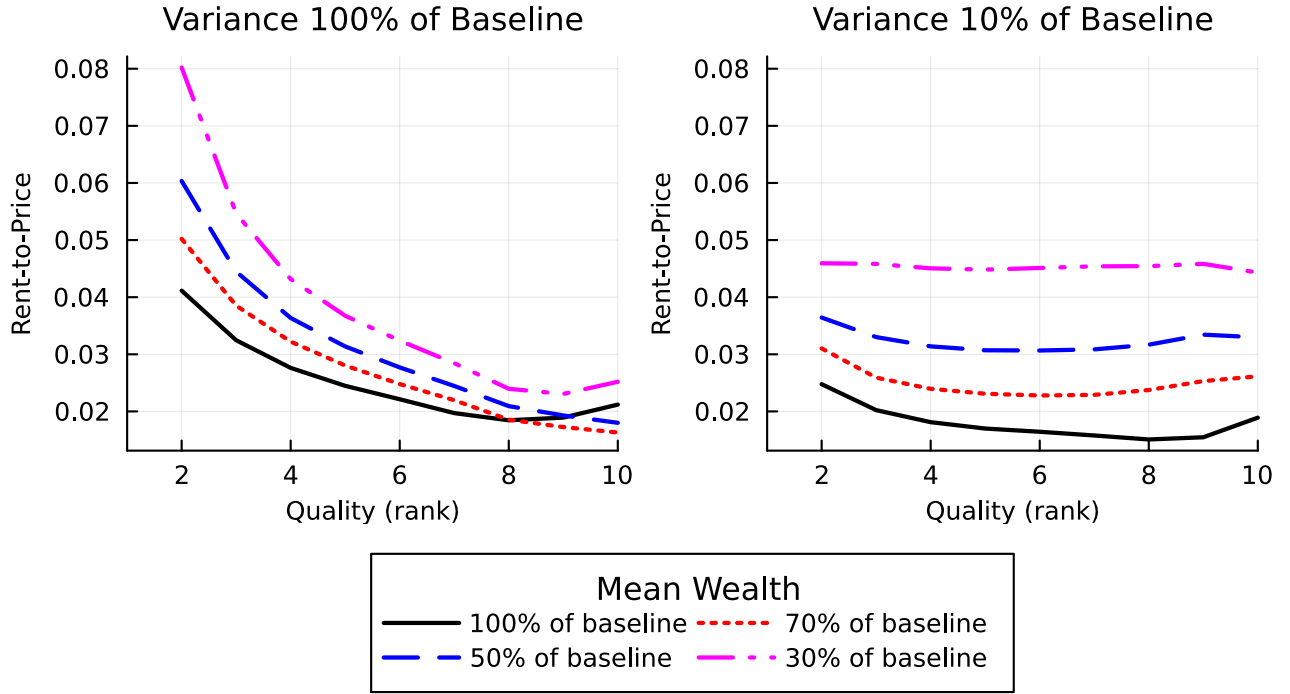 Variance 100% of Baseline
0.08
0.07
0.06
0.05
0.04
0.03
0.02
Rent-to-Price
2 4 6 8 10
Quality (rank)
Variance 10% of Baseline
0.08
0.07
0.06
0.05
0.04
0.03
0.02
Rent-to-Price
2 4 6 8 10
Quality (rank)
Mean Wealth
100% of baseline 70% of baseline
50% of baseline 30% of baseline